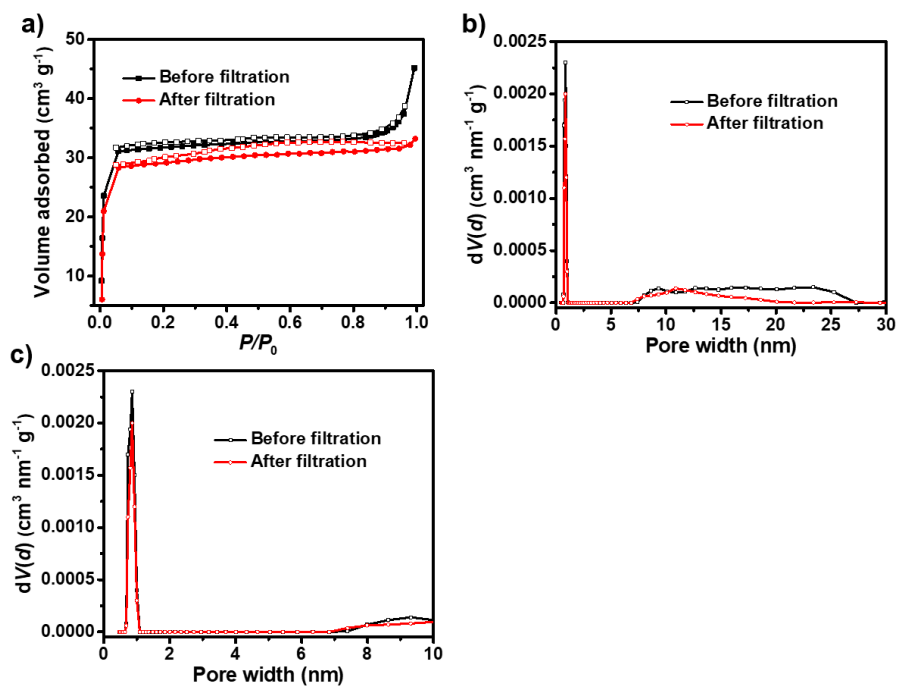 a)
Volume adsorbed (cm³ g⁻¹)
50
40
30
20
10
Before filtration
After filtration
0.0 0.2 0.4 0.6 0.8 1.0
P/P₀
b)
dV(d) (cm³ nm⁻¹ g⁻¹)
0.0025
0.0020
0.0015
0.0010
0.0005
0.0000
Before filtration
After filtration
0 5 10 15 20 25 30
Pore width (nm)
c)
dV(d) (cm³ nm⁻¹ g⁻¹)
0.0025
0.0020
0.0015
0.0010
0.0005
0.0000
Before filtration
After filtration
0 2 4 6 8 10
Pore width (nm)